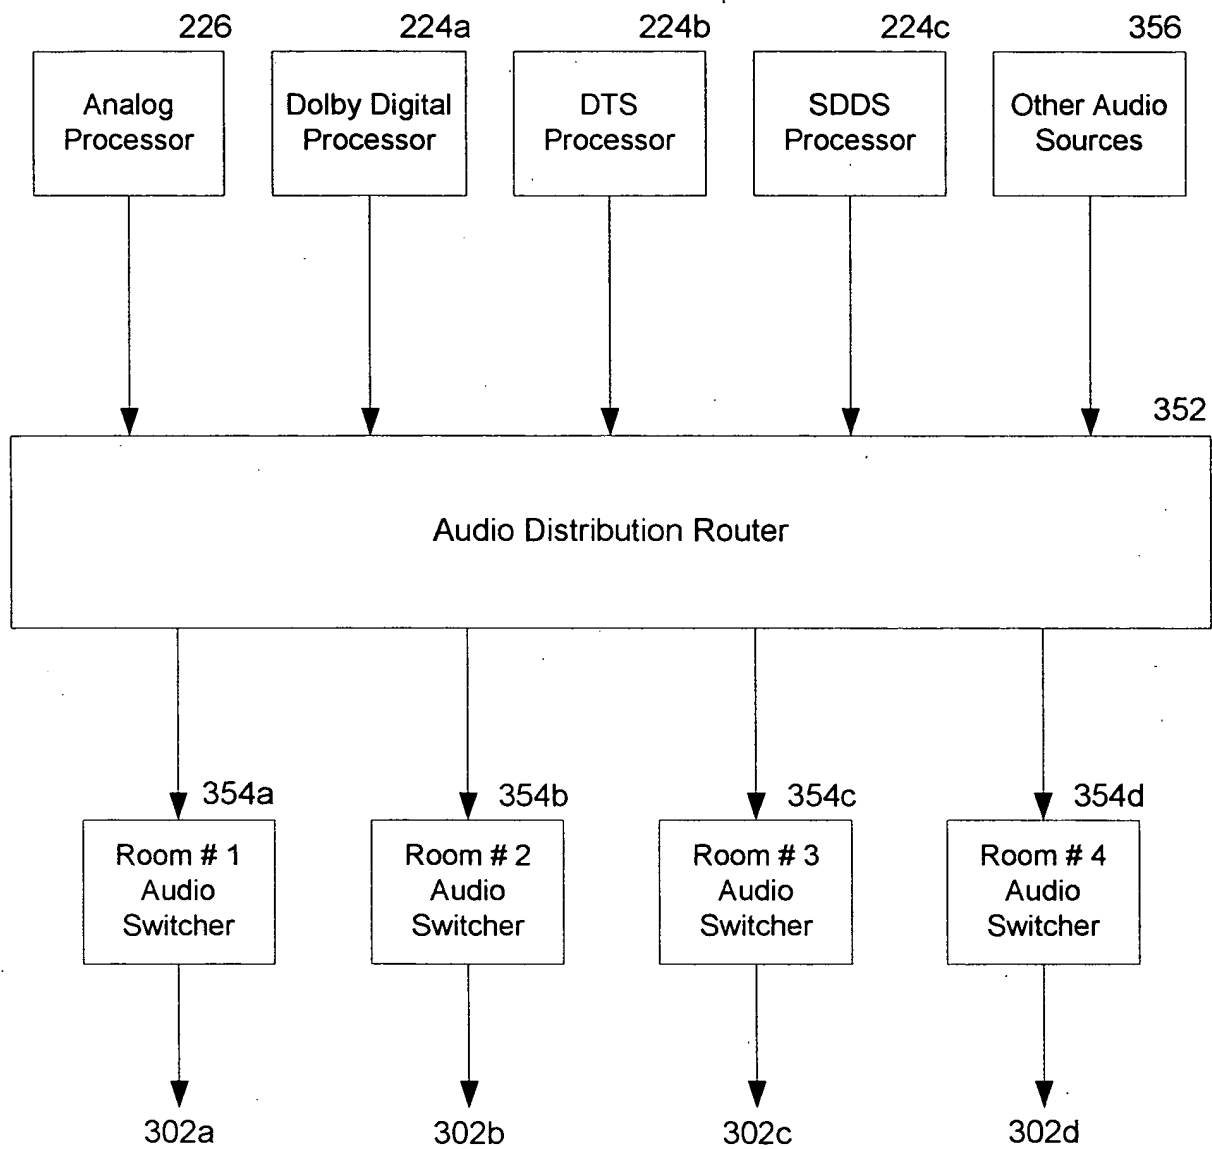 226
224a
224b
224c
356
Analog
Processor
Dolby Digital
Processor
DTS
Processor
SDDS
Processor
Other Audio
Sources
352
Audio Distribution Router
354a
354b
354c
354d
Room # 1
Audio
Switcher
Room # 2
Audio
Switcher
Room # 3
Audio
Switcher
Room # 4
Audio
Switcher
302a
302b
302c
302d